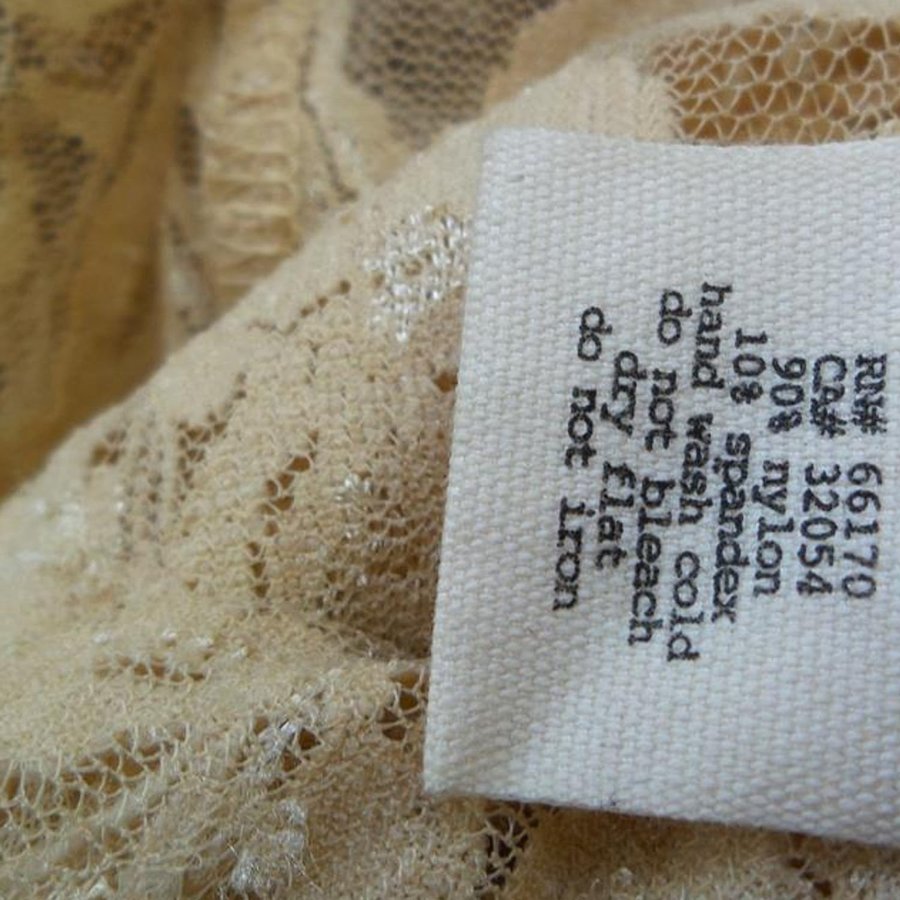 RN# 66170
CA# 32054
90% nylon
10% spandex
hand wash cold
do not bleach
dry flat
do not iron